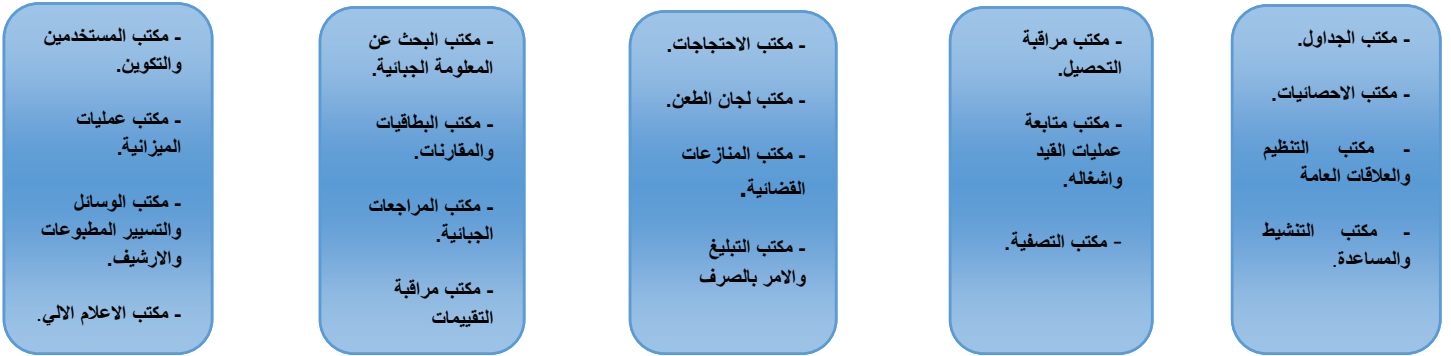 - مكتب الجداول.
- مكتب الاحصائيات.
- مكتب التنظيم
والعلاقات العامة
- مكتب التنشيط
والمساعدة.
- مكتب مراقبة
التحصيل.
- مكتب متابعة
عمليات القيد
واشغاله.
- مكتب التصفية.
- مكتب الاحتجاجات.
- مكتب لجان الطعن.
- مكتب المنازعات
القضائية.
- مكتب التبليغ
والامر بالصرف
- مكتب البحث عن
المعلومة الجبائية.
- مكتب البطاقيات
والمقارنات.
- مكتب المراجعات
الجبائية.
- مكتب مراقبة
التقييمات
- مكتب المستخدمين
والتكوين.
- مكتب عمليات
الميزانية.
- مكتب الوسائل
والتسيير المطبوعات
والارشيف.
- مكتب الاعلام الالي.